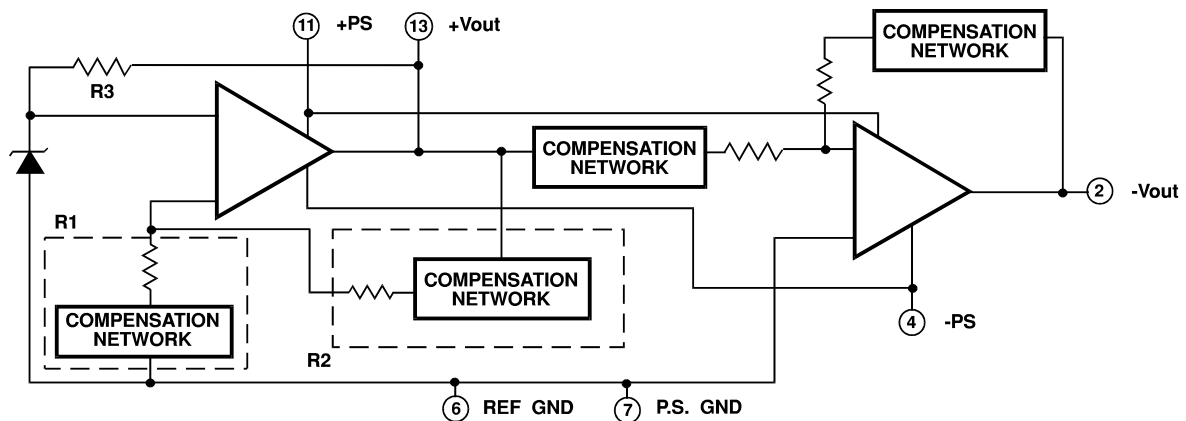 11 +PS 13 +Vout
COMPENSATION
NETWORK
R3
COMPENSATION
NETWORK
2 -Vout
R1
COMPENSATION
NETWORK
COMPENSATION
NETWORK
4 -PS
R2
6 REF GND 7 P.S. GND